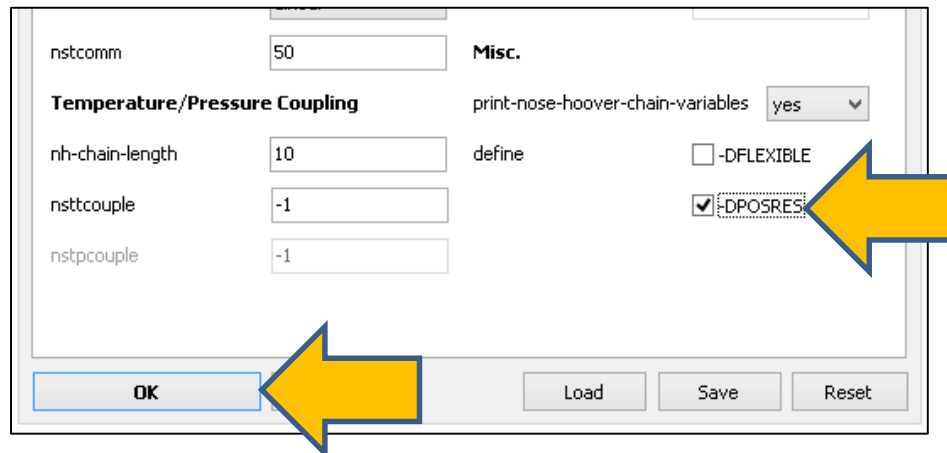 nstcomm 50 Misc.
Temperature/Pressure Coupling print-nose-hoover-chain-variables yes
nh-chain-length 10 define -DFLEXIBLE
nsttcouple -1 -DPOSRES
nstpcouple -1
OK Load Save Reset